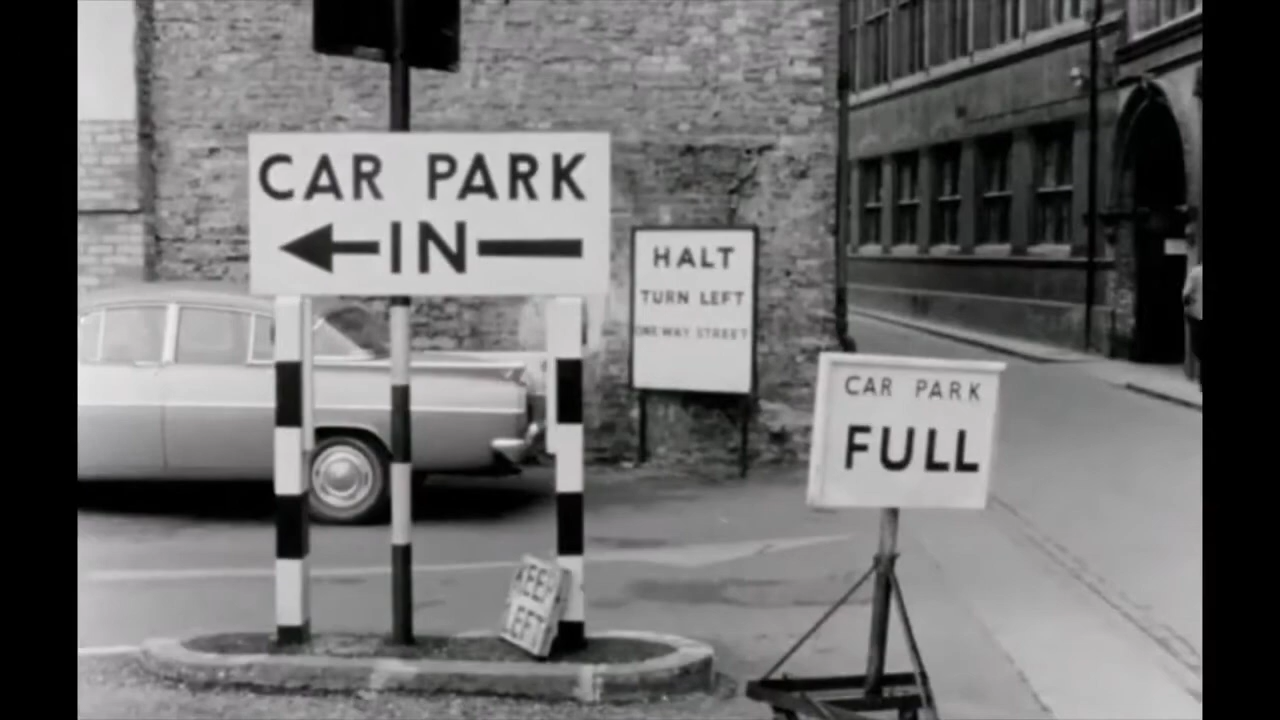 CAR PARK
IN
HALT
TURN LEFT
ONE WAY STREET
CAR PARK
FULL
KEEP
LEFT